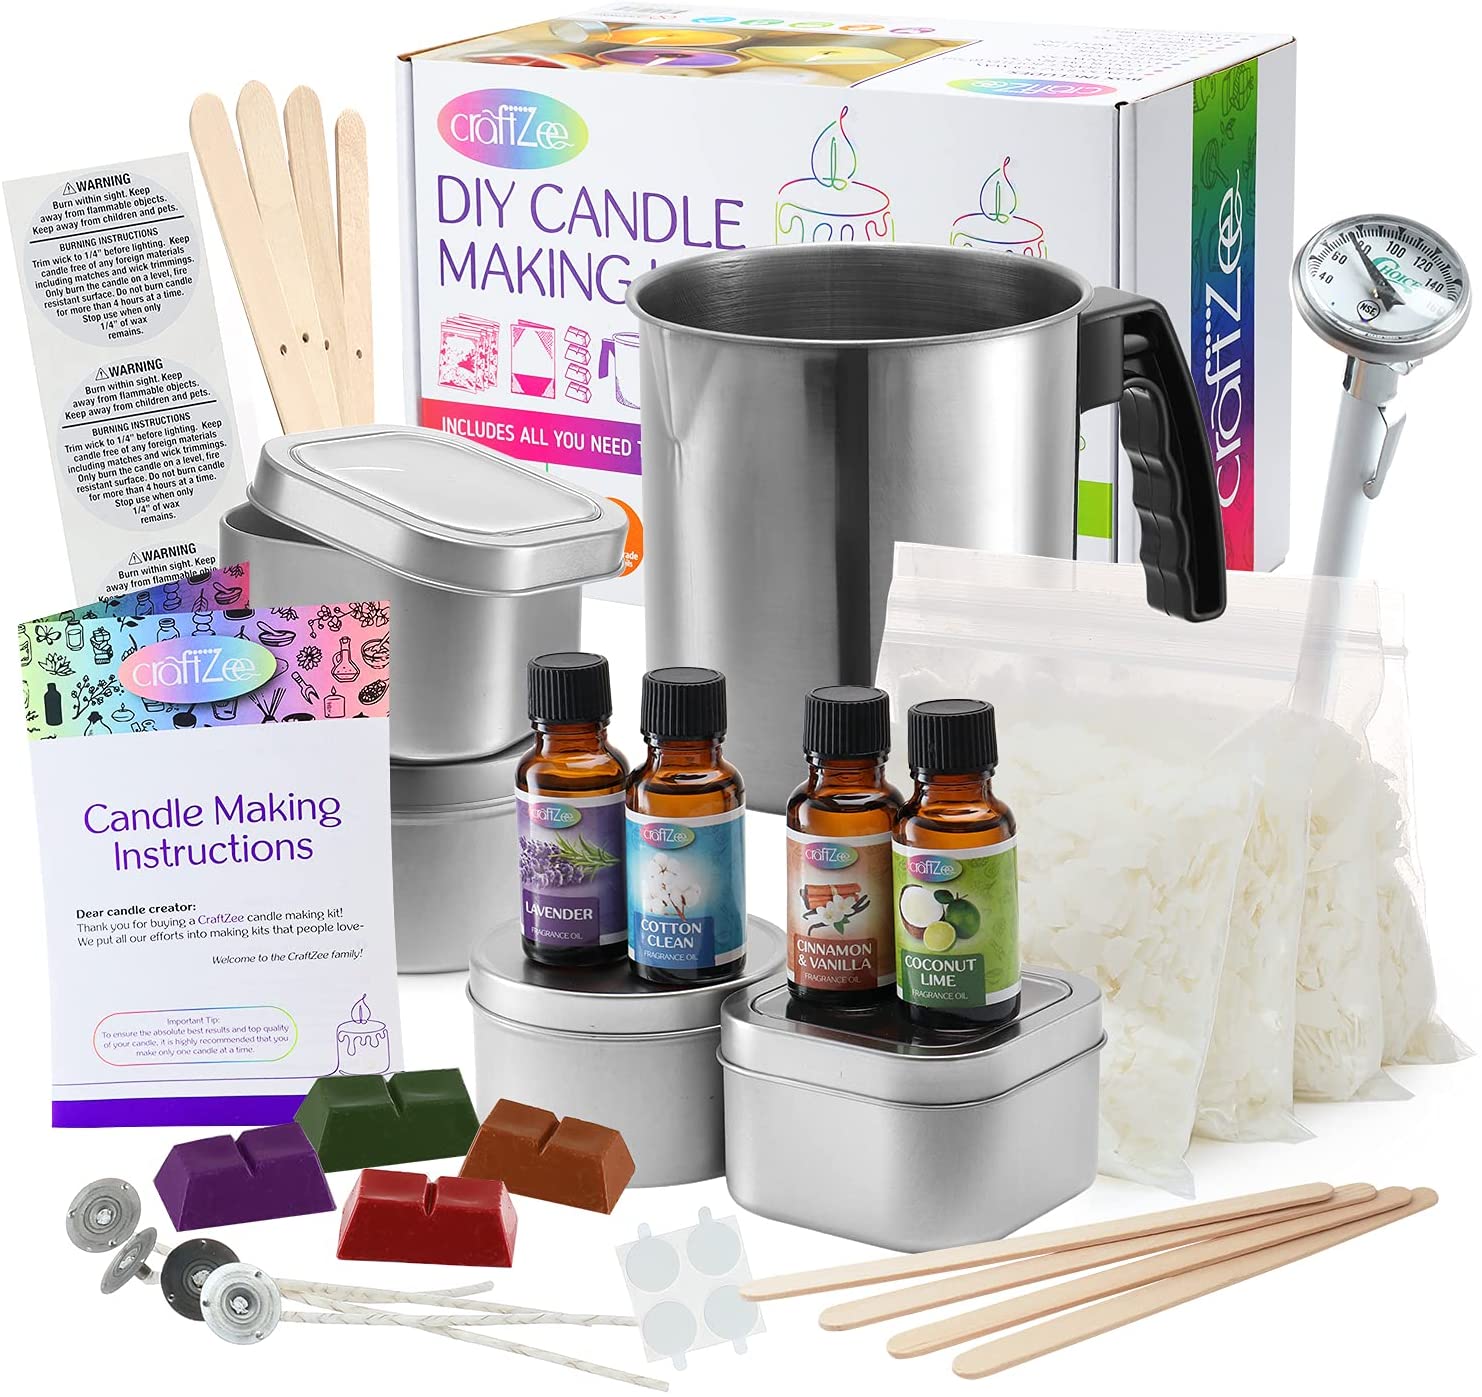 craftZee
DIY CANDLE
MAKING
INCLUDES ALL YOU NEED
craftZee
craftZee
WARNING
Burn within sight. Keep
away from flammable objects.
Keep away from children and pets.
BURNING INSTRUCTIONS
Trim wick to 1/4" before lighting. Keep
candle free of any foreign materials
including matches and wick trimmings.
Only burn the candle on a level, fire
resistant surface. Do not burn candle
for more than 4 hours at a time.
Stop use when only
1/4" of wax
remains.
WARNING
Burn within sight. Keep
away from flammable objects.
Keep away from children and pets.
BURNING INSTRUCTIONS
Trim wick to 1/4" before lighting. Keep
candle free of any foreign materials
including matches and wick trimmings.
Only burn the candle on a level, fire
resistant surface. Do not burn candle
for more than 4 hours at a time.
Stop use when only
1/4" of wax
remains.
WARNING
Burn within sight. Keep
away from flammable
40 60 80 100 120 140
CHOICE
NSF
craftZee
Candle Making
Instructions
Dear candle creator:
Thank you for buying a CraftZee candle making kit!
We put all our efforts into making kits that people love-
Welcome to the CraftZee family!
Important Tip:
To ensure the absolute best results and top quality
of your candle, it is highly recommended that you
make only one candle at a time.
craftZee
LAVENDER
FRAGRANCE OIL
craftZee
COTTON
CLEAN
FRAGRANCE OIL
craftZee
CINNAMON
& VANILLA
FRAGRANCE OIL
craftZee
COCONUT
LIME
FRAGRANCE OIL